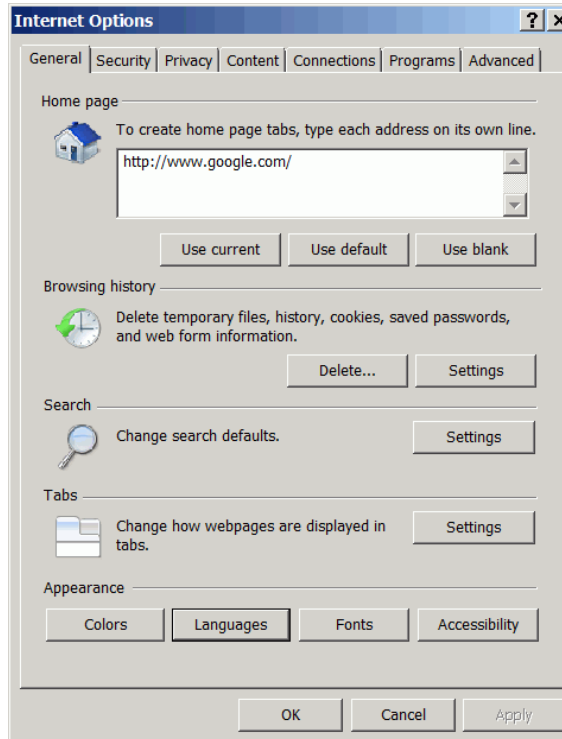 Internet Options
General Security Privacy Content Connections Programs Advanced
Home page
To create home page tabs, type each address on its own line.
http://www.google.com/
Use current Use default Use blank
Browsing history
Delete temporary files, history, cookies, saved passwords,
and web form information.
Delete... Settings
Search
Change search defaults. Settings
Tabs
Change how webpages are displayed in Settings
tabs.
Appearance
Colors Languages Fonts Accessibility
OK Cancel Apply